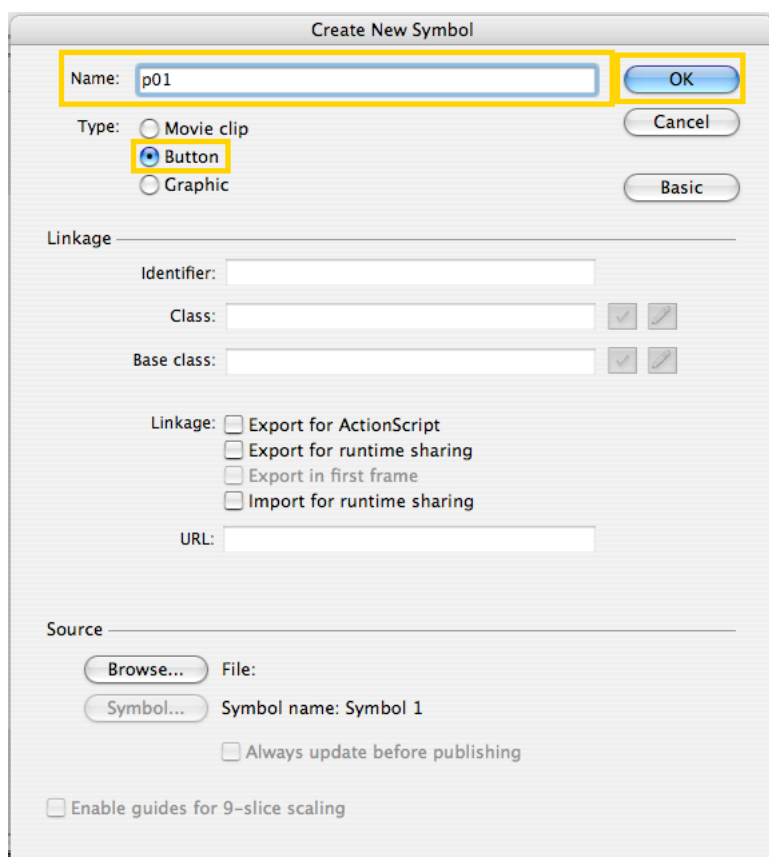 Create New Symbol
Name: p01 OK
Type: Movie clip Cancel
Button
Graphic Basic
Linkage
Identifier:
Class:
Base class:
Linkage: Export for ActionScript
Export for runtime sharing
Export in first frame
Import for runtime sharing
URL:
Source
Browse... File:
Symbol... Symbol name: Symbol 1
Always update before publishing
Enable guides for 9-slice scaling